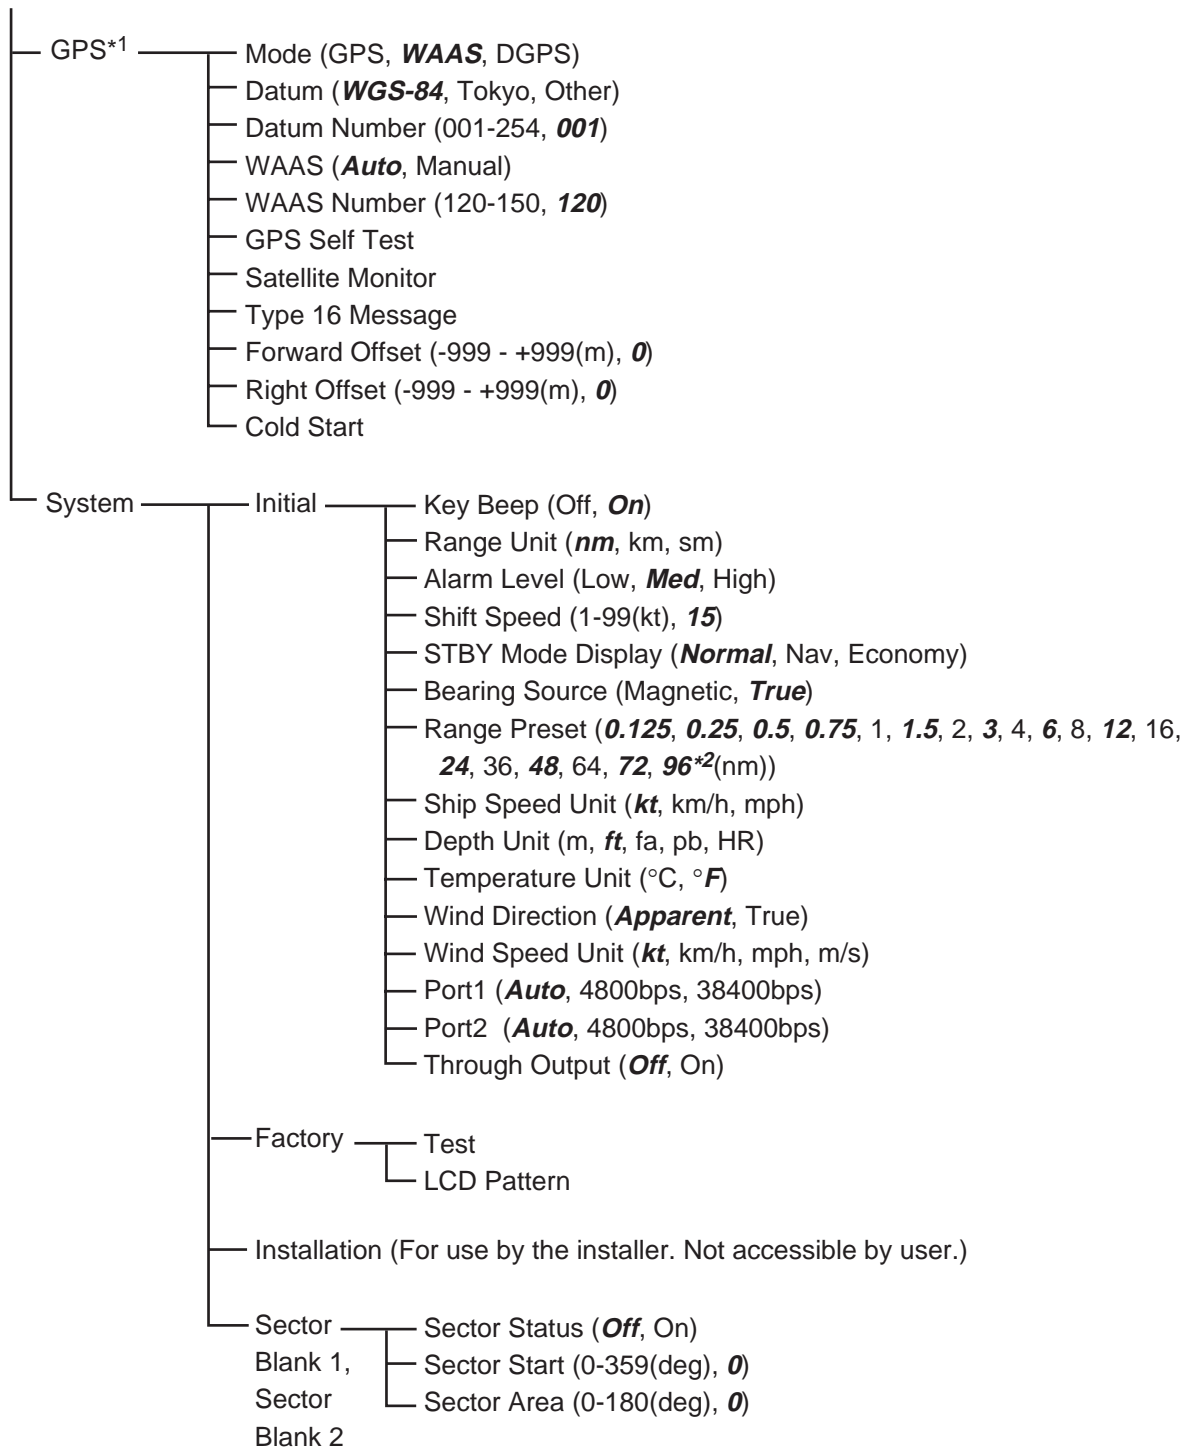 GPS*1
Mode (GPS, WAAS, DGPS)
Datum (WGS-84, Tokyo, Other)
Datum Number (001-254, 001)
WAAS (Auto, Manual)
WAAS Number (120-150, 120)
GPS Self Test
Satellite Monitor
Type 16 Message
Forward Offset (-999 - +999(m), 0)
Right Offset (-999 - +999(m), 0)
Cold Start
System
Initial
Key Beep (Off, On)
Range Unit (nm, km, sm)
Alarm Level (Low, Med, High)
Shift Speed (1-99(kt), 15)
STBY Mode Display (Normal, Nav, Economy)
Bearing Source (Magnetic, True)
Range Preset (0.125, 0.25, 0.5, 0.75, 1, 1.5, 2, 3, 4, 6, 8, 12, 16,
24, 36, 48, 64, 72, 96*2(nm))
Ship Speed Unit (kt, km/h, mph)
Depth Unit (m, ft, fa, pb, HR)
Temperature Unit (°C, °F)
Wind Direction (Apparent, True)
Wind Speed Unit (kt, km/h, mph, m/s)
Port1 (Auto, 4800bps, 38400bps)
Port2 (Auto, 4800bps, 38400bps)
Through Output (Off, On)
Factory
Test
LCD Pattern
Installation (For use by the installer. Not accessible by user.)
Sector
Blank 1,
Sector
Blank 2
Sector Status (Off, On)
Sector Start (0-359(deg), 0)
Sector Area (0-180(deg), 0)